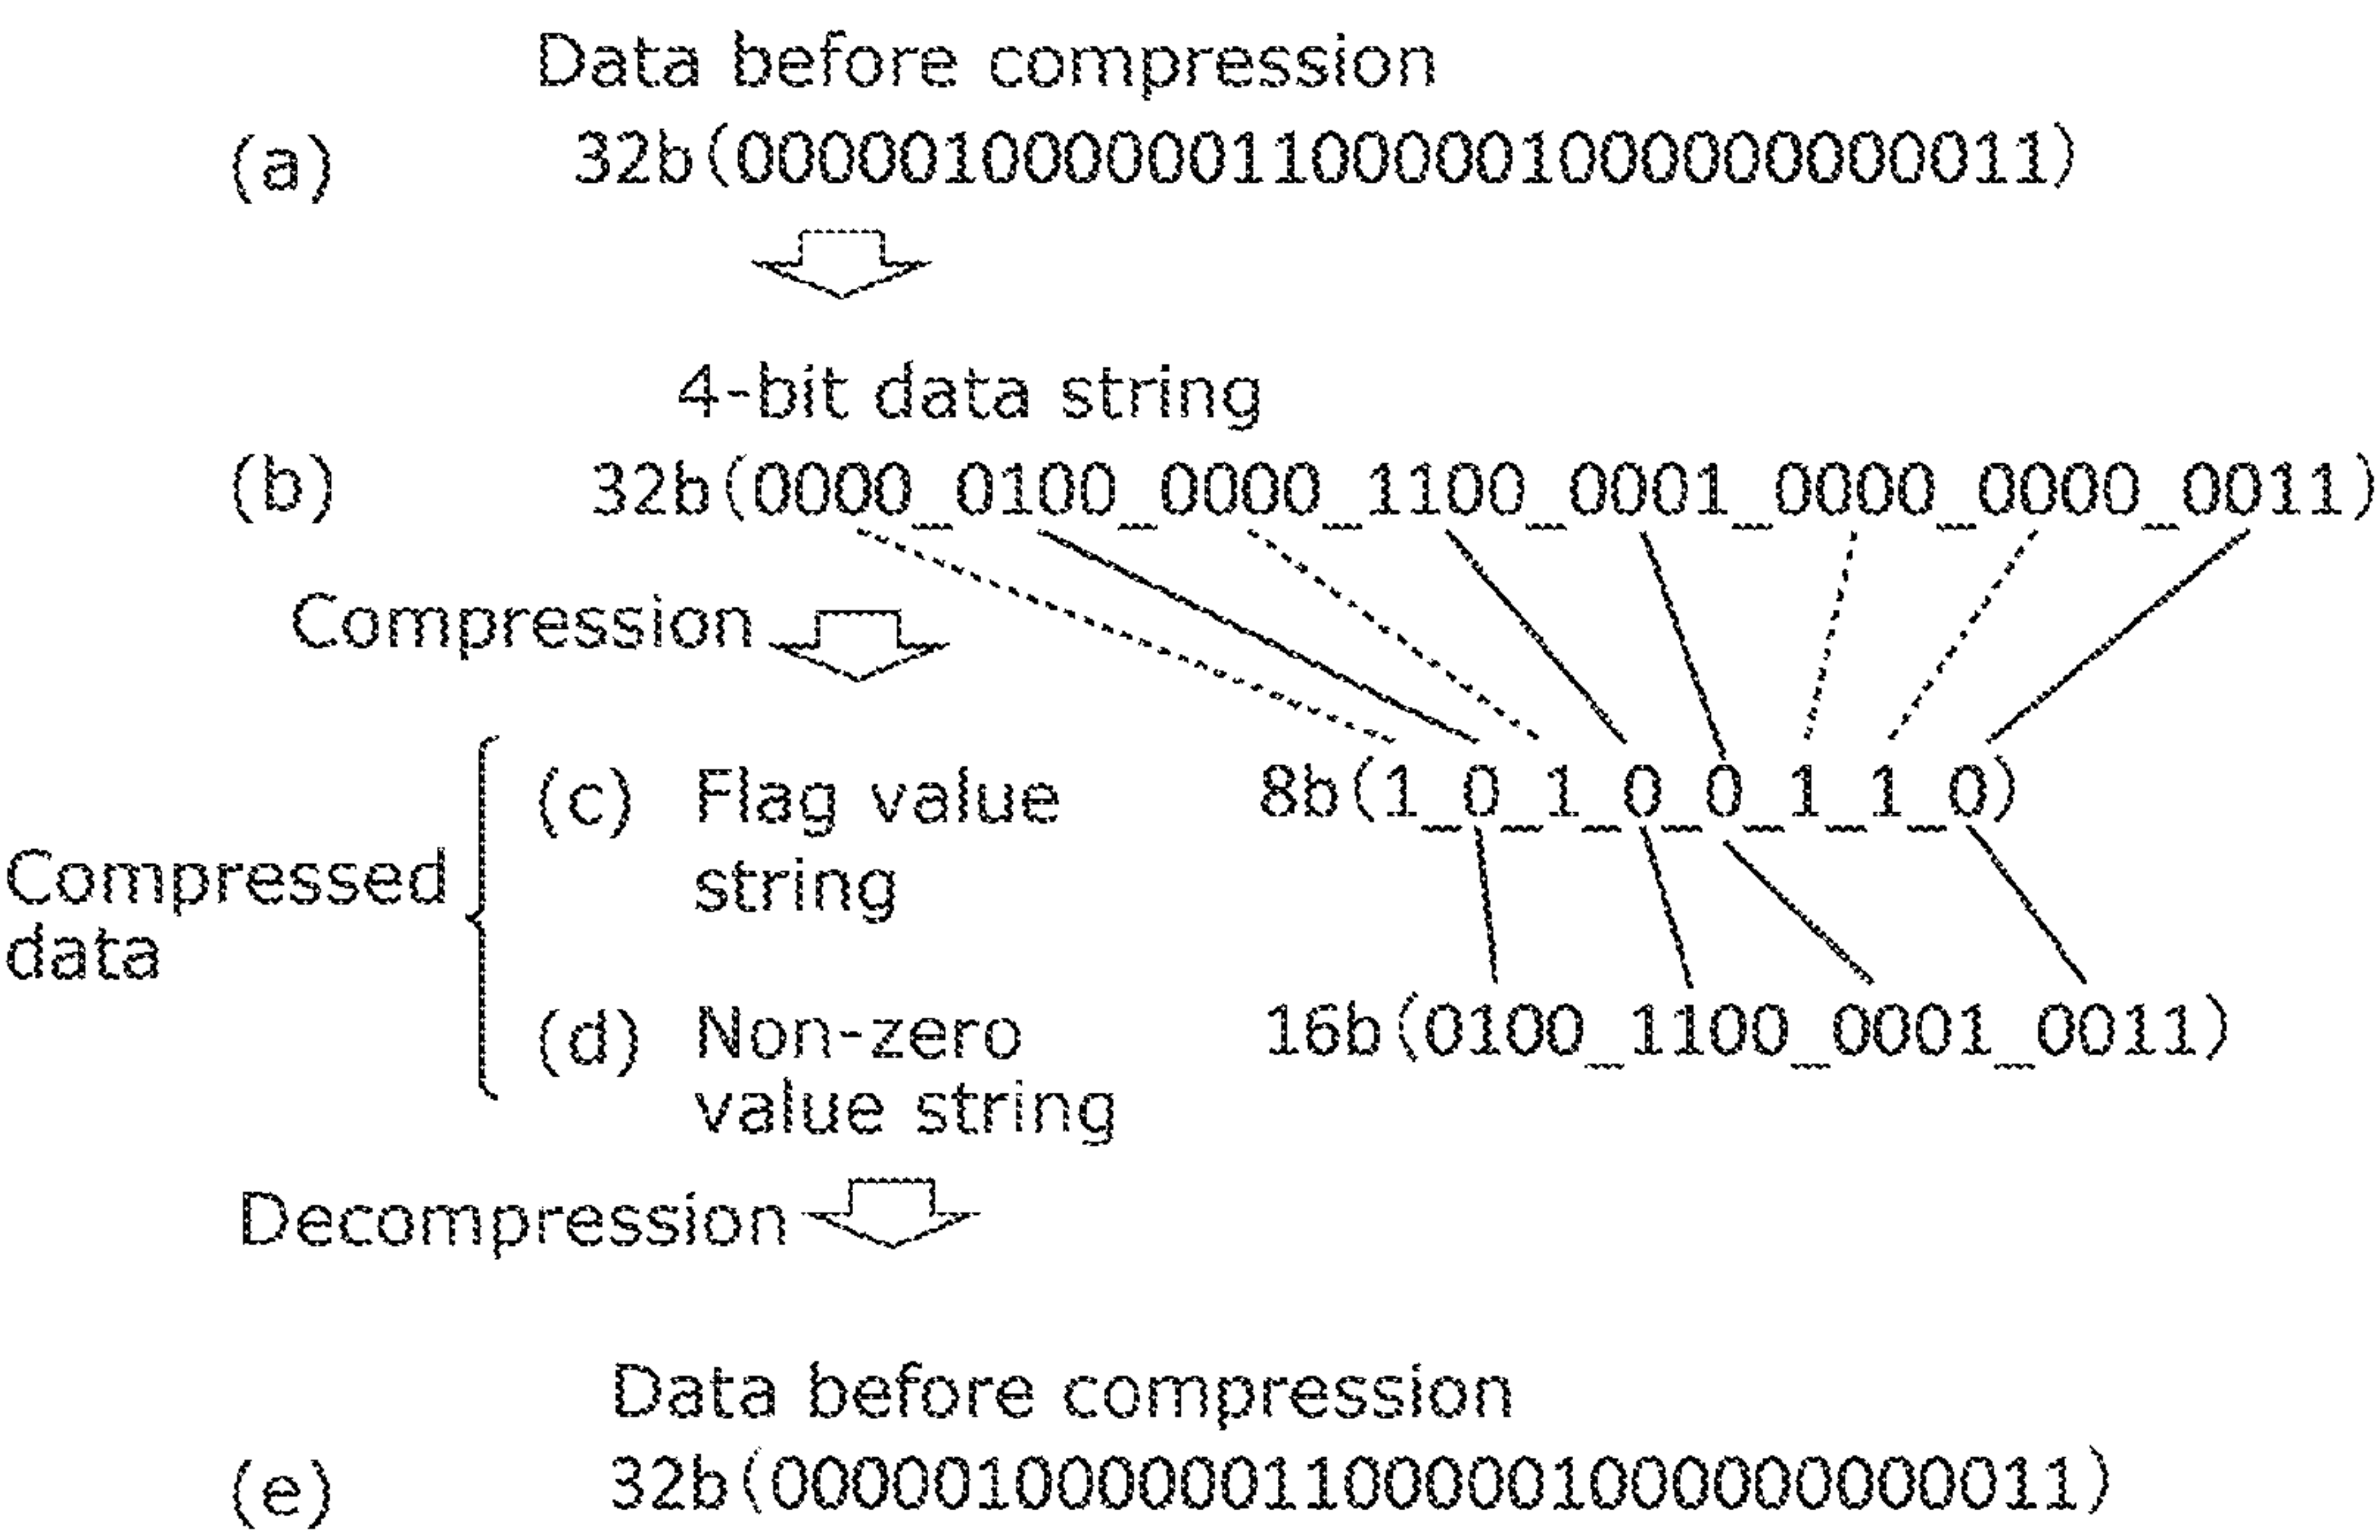 Data before compression
(a) 32b(00000100000011000001000000000011)
4-bit data string
(b) 32b(0000_0100_0000_1100_0001_0000_0000_0011)
Compression
(c) Flag value string 8b(1_0_1_0_0_1_1_0)
Compressed data
(d) Non-zero value string 16b(0100_1100_0001_0011)
Decompression
Data before compression
(e) 32b(00000100000011000001000000000011)